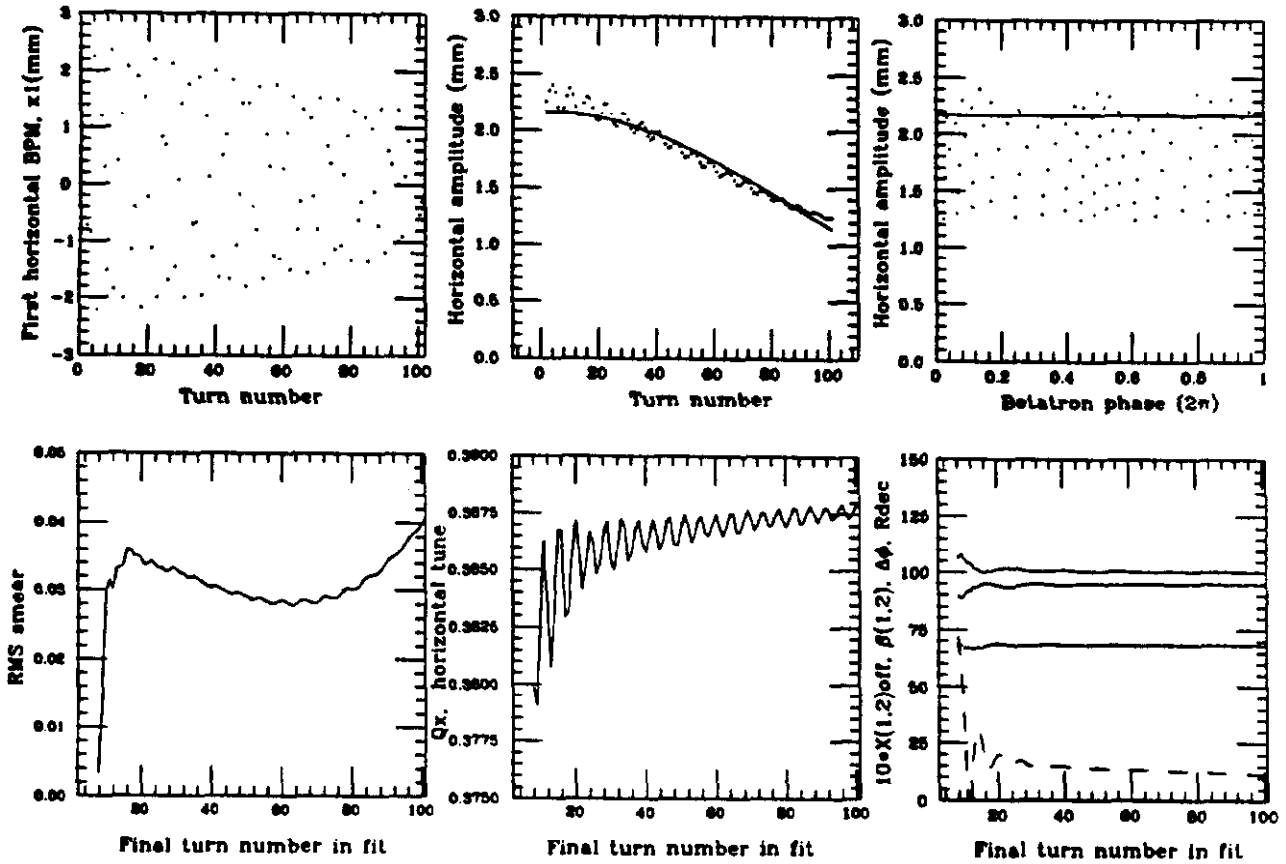 First horizontal BPM, x1(mm)
3
2
1
0
-1
-2
-3
0 20 40 60 80 100
Turn number
Horizontal amplitude (mm)
3.0
2.5
2.0
1.5
1.0
0.5
0.0
0 20 40 60 80 100
Turn number
Horizontal amplitude (mm)
3.0
2.5
2.0
1.5
1.0
0.5
0.0
0 0.2 0.4 0.6 0.8 1
Betatron phase (2π)
RMS smear
0.05
0.04
0.03
0.02
0.01
0.00
20 40 60 80 100
Final turn number in fit
Qx, horizontal tune
0.3900
0.3875
0.3850
0.3825
0.3800
0.3775
0.3750
20 40 60 80 100
Final turn number in fit
10*X(1,2)off, β(1,2), Δϕ, Rdec
150
125
100
75
50
25
0
20 40 60 80 100
Final turn number in fit